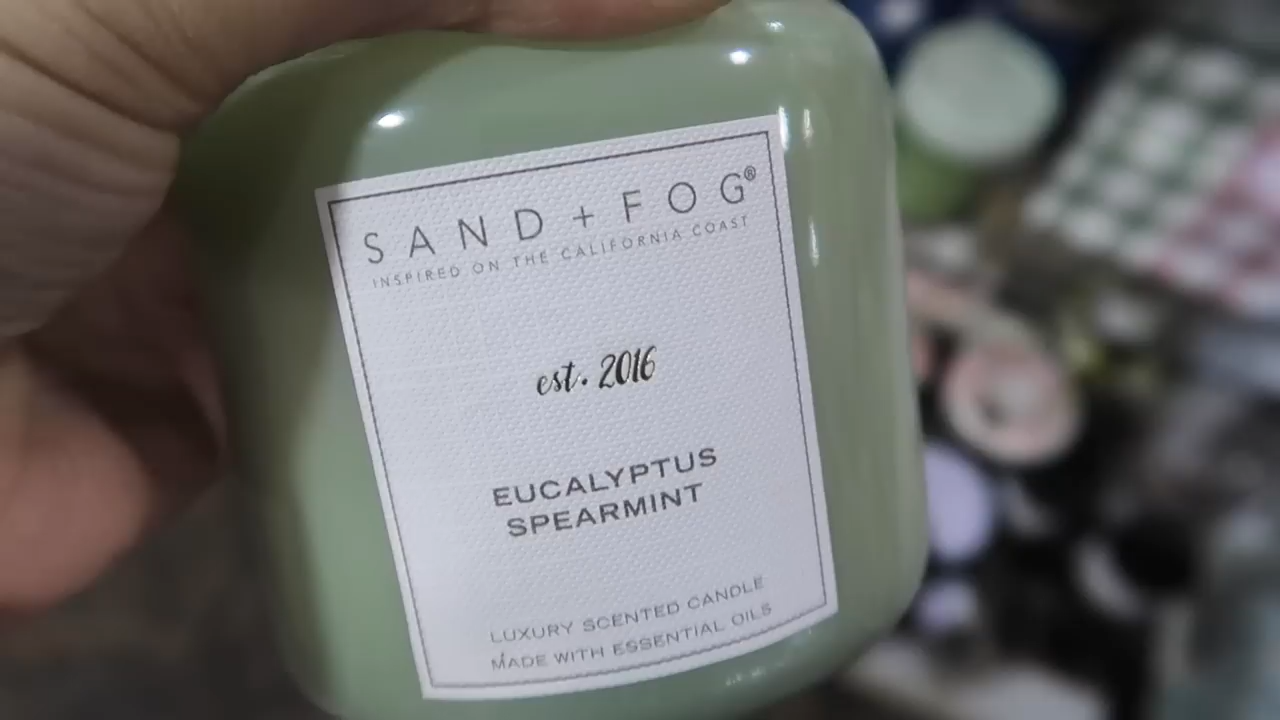 SAND + FOG®
INSPIRED ON THE CALIFORNIA COAST
est. 2016
EUCALYPTUS
SPEARMINT
LUXURY SCENTED CANDLE
MADE WITH ESSENTIAL OILS